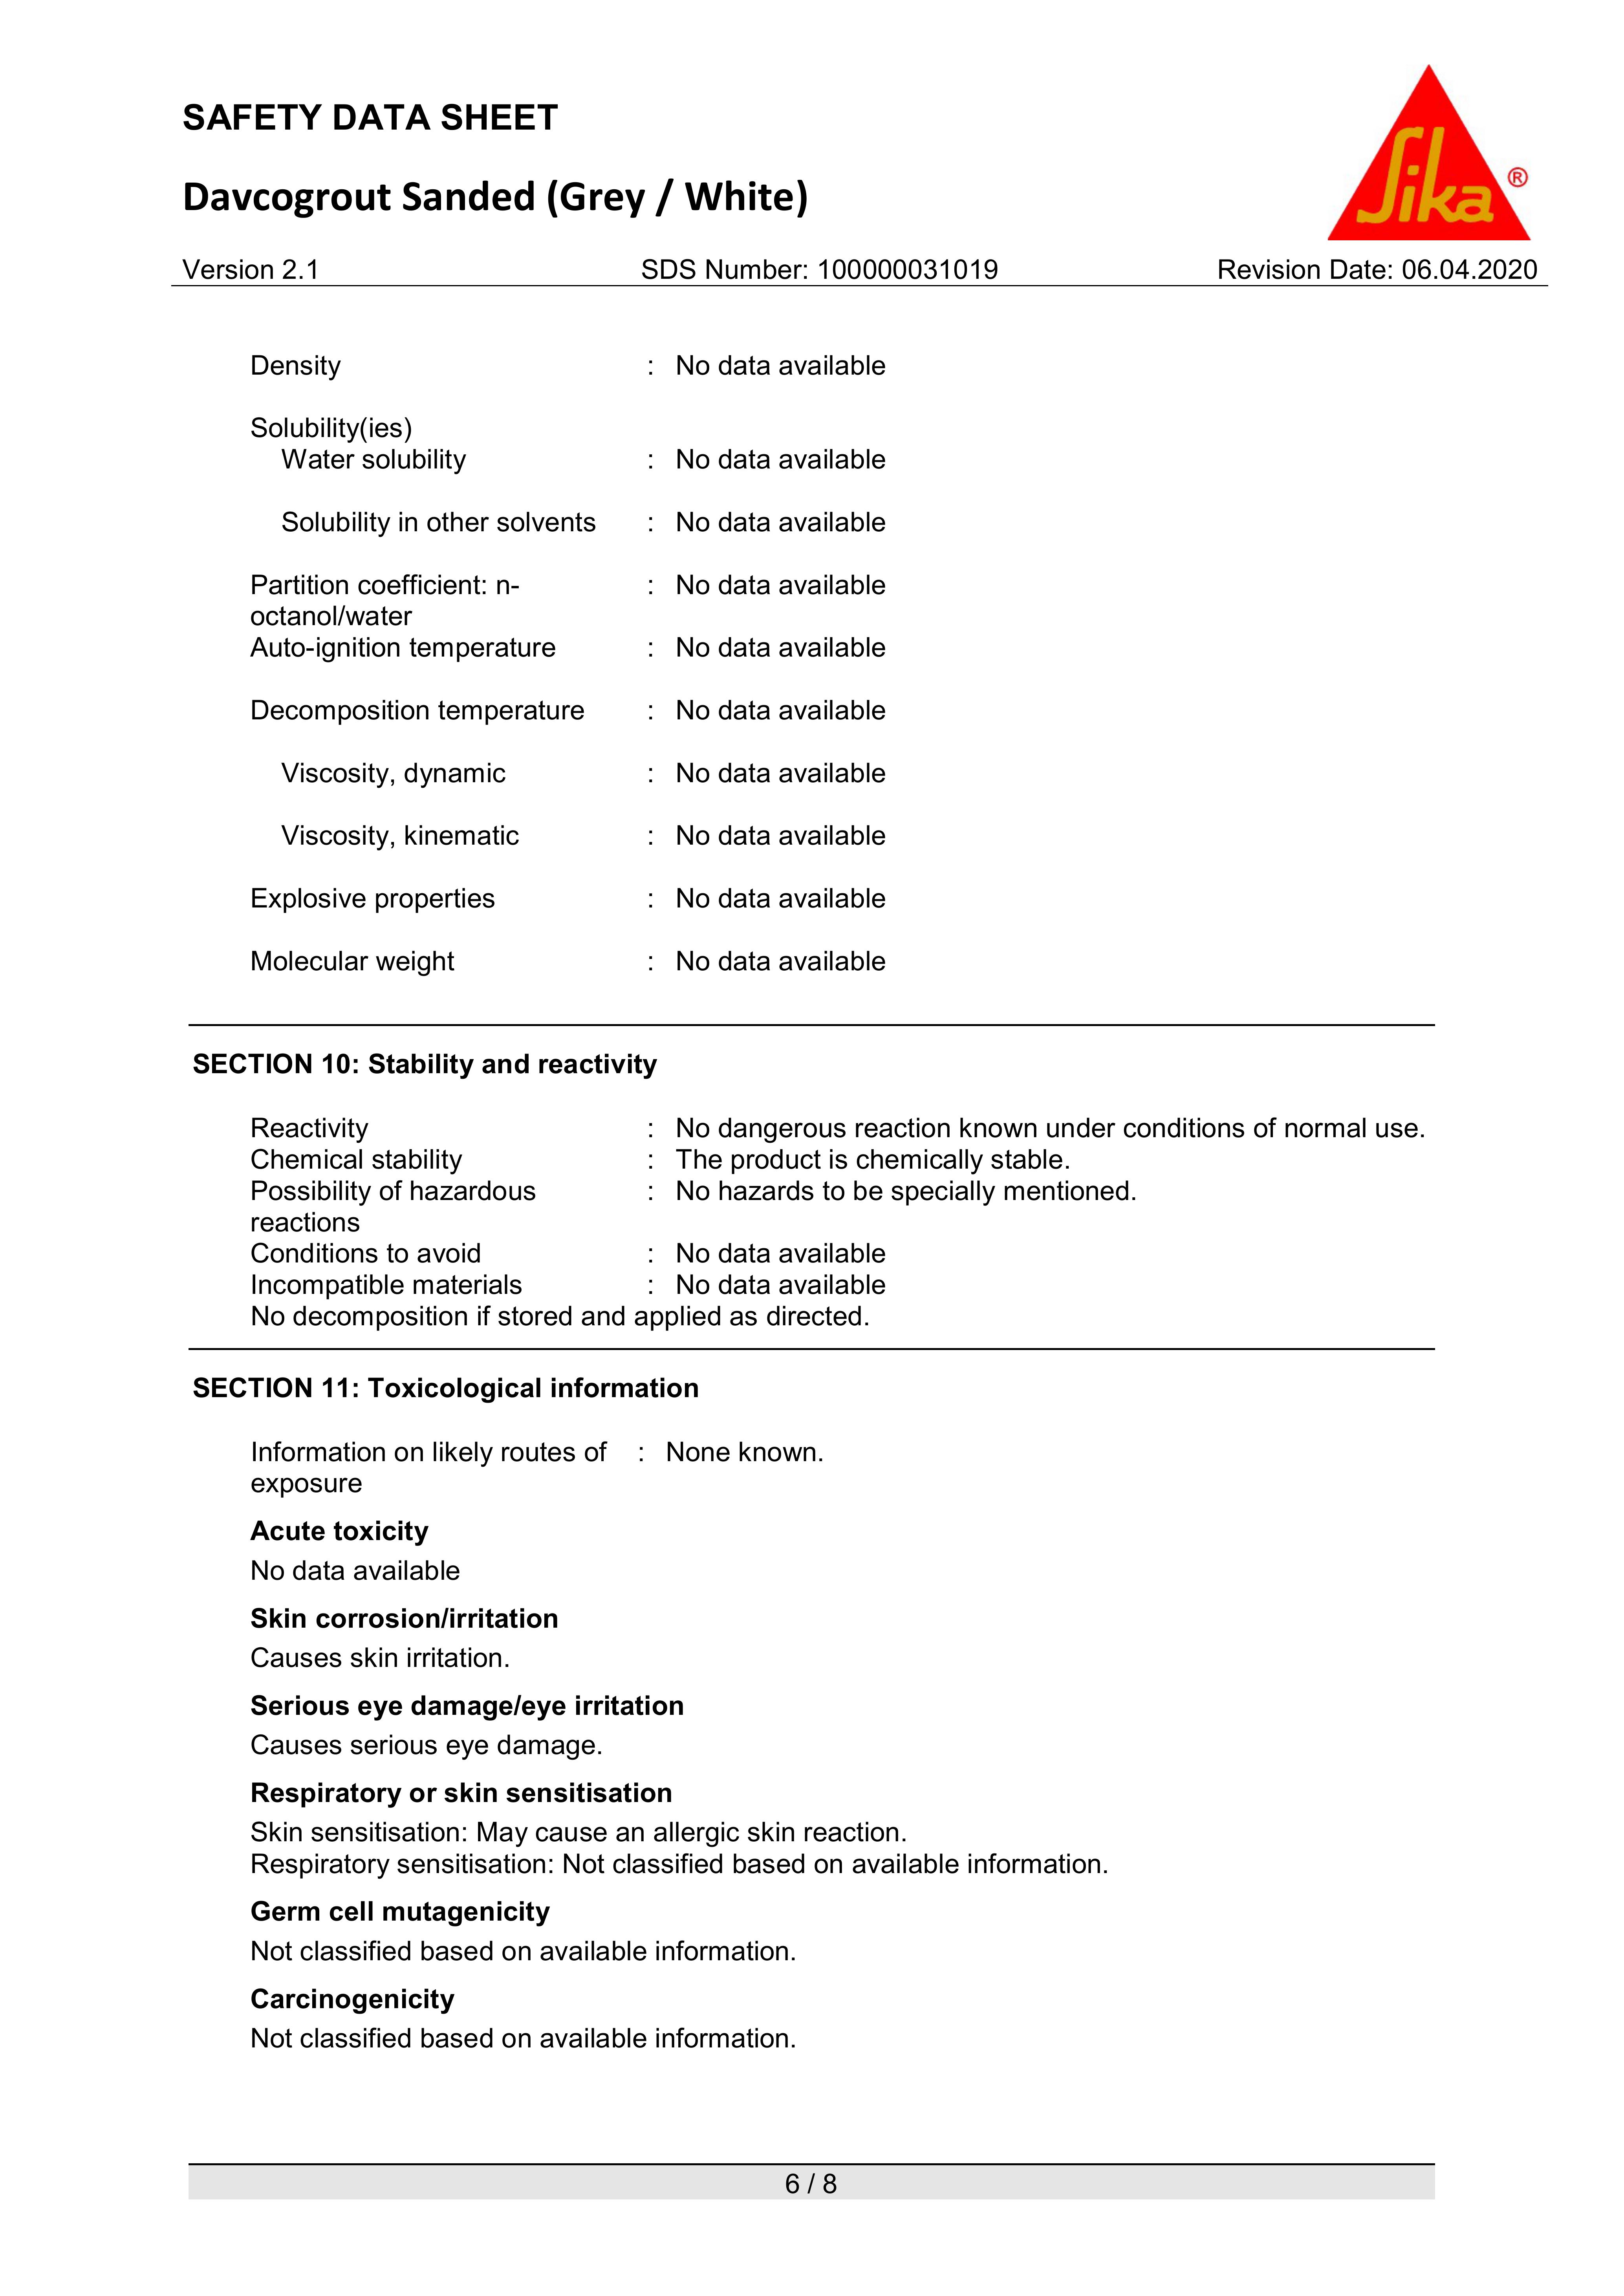 SAFETY DATA SHEET
Davcogrout Sanded (Grey / White)
Sika®
Version 2.1 SDS Number: 100000031019 Revision Date: 06.04.2020
Density : No data available
Solubility(ies)
Water solubility : No data available
Solubility in other solvents : No data available
Partition coefficient: n- : No data available
octanol/water
Auto-ignition temperature : No data available
Decomposition temperature : No data available
Viscosity, dynamic : No data available
Viscosity, kinematic : No data available
Explosive properties : No data available
Molecular weight : No data available
SECTION 10: Stability and reactivity
Reactivity : No dangerous reaction known under conditions of normal use.
Chemical stability : The product is chemically stable.
Possibility of hazardous : No hazards to be specially mentioned.
reactions
Conditions to avoid : No data available
Incompatible materials : No data available
No decomposition if stored and applied as directed.
SECTION 11: Toxicological information
Information on likely routes of : None known.
exposure
Acute toxicity
No data available
Skin corrosion/irritation
Causes skin irritation.
Serious eye damage/eye irritation
Causes serious eye damage.
Respiratory or skin sensitisation
Skin sensitisation: May cause an allergic skin reaction.
Respiratory sensitisation: Not classified based on available information.
Germ cell mutagenicity
Not classified based on available information.
Carcinogenicity
Not classified based on available information.
6 / 8